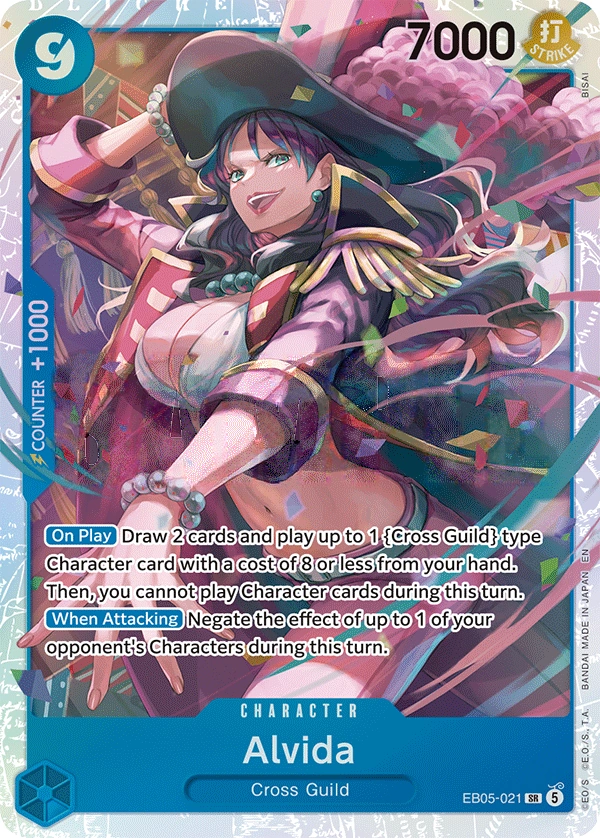 9
7000
打
STRIKE
BISAI
COUNTER +1000
On Play Draw 2 cards and play up to 1 {Cross Guild} type
Character card with a cost of 8 or less from your hand.
Then, you cannot play Character cards during this turn.
When Attacking Negate the effect of up to 1 of your
opponent's Characters during this turn.
CHARACTER
Alvida
Cross Guild
EB05-021 SR 5
©EO/S ©E.O./S., T.A. BANDAI MADE IN JAPAN EN